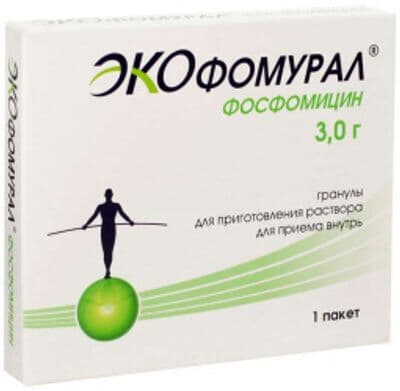 ЭКОфомурал®
ФОСФОМИЦИН
3,0 г
гранулы
для приготовления раствора
для приема внутрь
1 пакет
ЭКОфомурал® ФОСФОМИЦИН